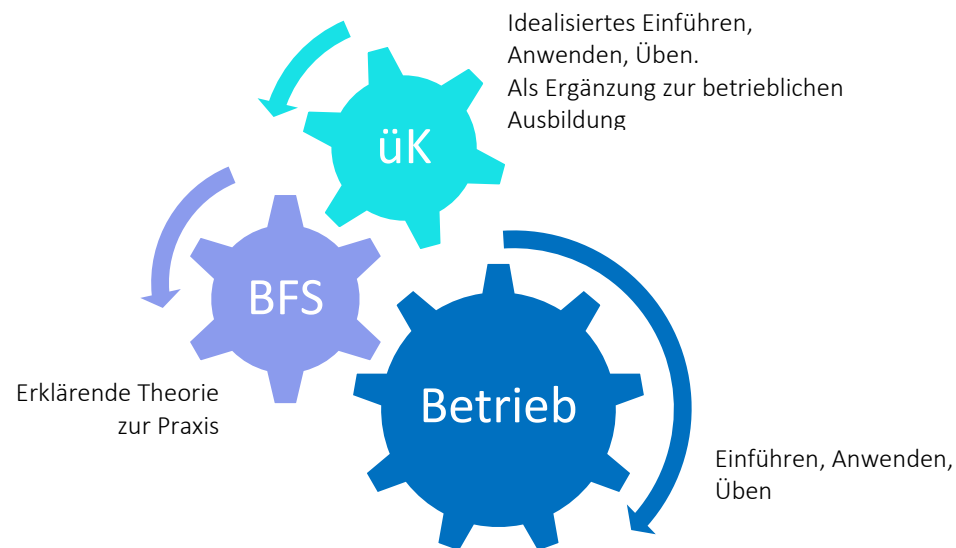 Idealisiertes Einführen,
Anwenden, Üben.
Als Ergänzung zur betrieblichen
Ausbildung
üK
BFS
Betrieb
Erklärende Theorie
zur Praxis
Einführen, Anwenden,
Üben